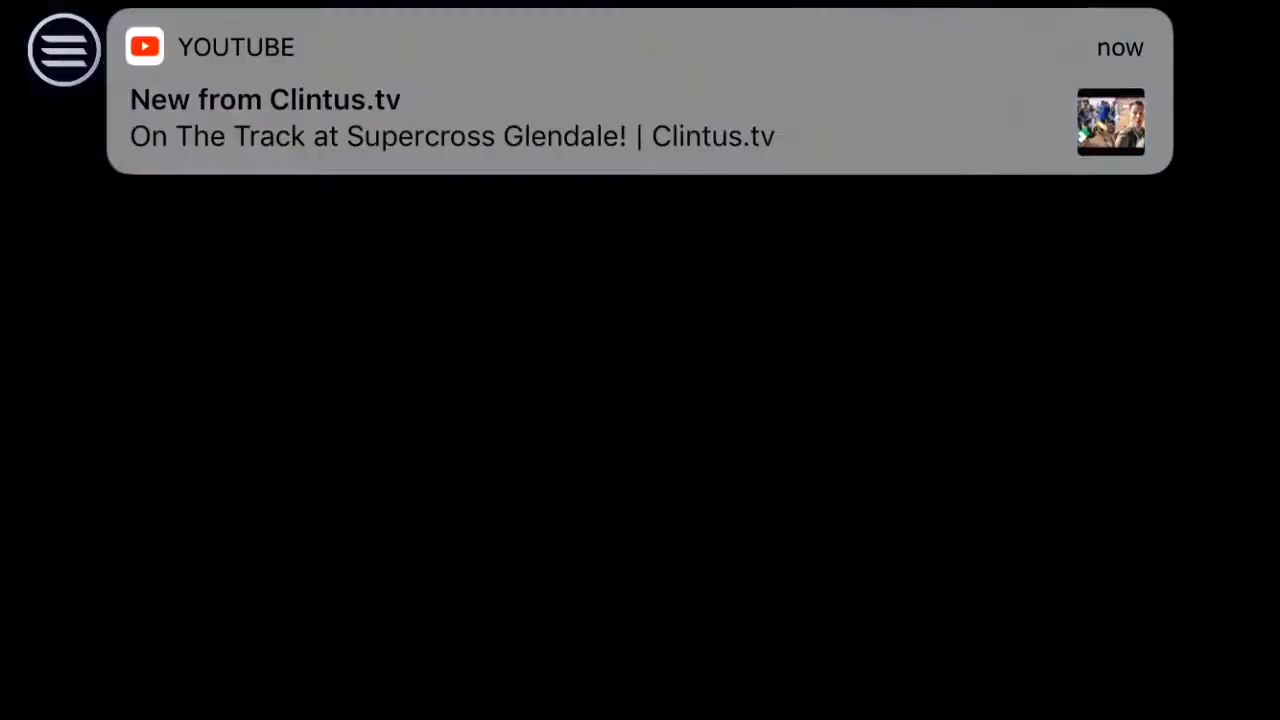 YOUTUBE
now
New from Clintus.tv
On The Track at Supercross Glendale! | Clintus.tv